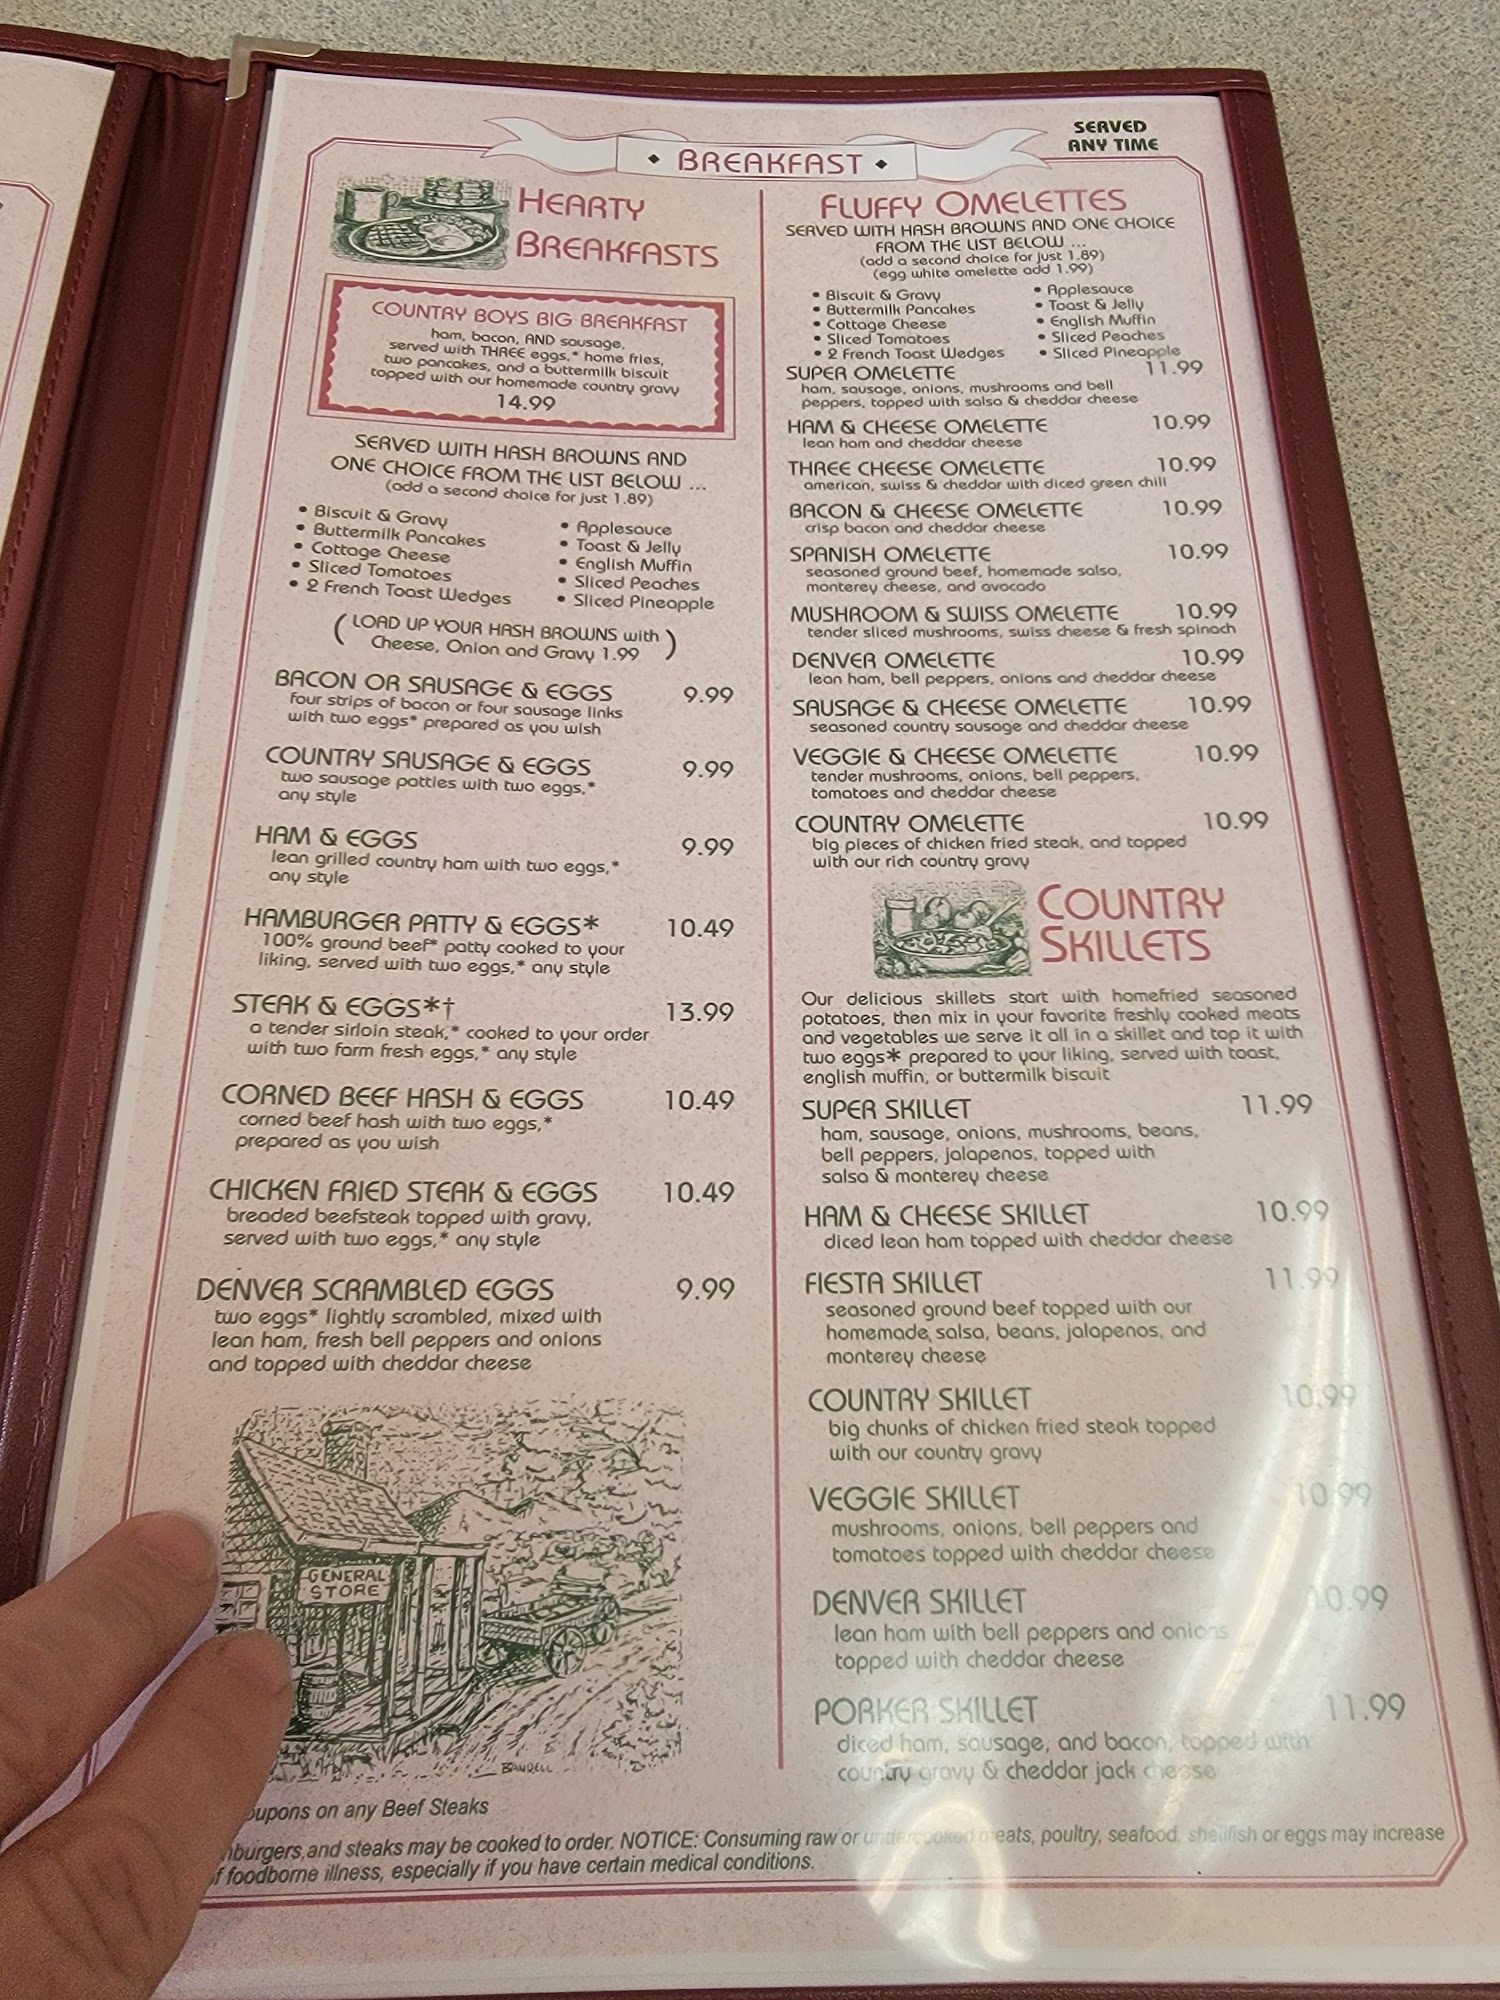 SERVED
ANY TIME
• BREAKFAST •
HEARTY
BREAKFASTS
COUNTRY BOYS BIG BREAKFAST
ham, bacon, AND sausage,
served with THREE eggs,* home fries,
two pancakes, and a buttermilk biscuit
topped with our homemade country gravy
14.99
SERVED WITH HASH BROWNS AND
ONE CHOICE FROM THE LIST BELOW ...
(add a second choice for just 1.89)
• Biscuit & Gravy
• Buttermilk Pancakes
• Cottage Cheese
• Sliced Tomatoes
• 2 French Toast Wedges
• Applesauce
• Toast & Jelly
• English Muffin
• Sliced Peaches
• Sliced Pineapple
( LOAD UP YOUR HASH BROWNS with
Cheese, Onion and Gravy 1.99 )
BACON OR SAUSAGE & EGGS 9.99
four strips of bacon or four sausage links
with two eggs* prepared as you wish
COUNTRY SAUSAGE & EGGS 9.99
two sausage patties with two eggs,*
any style
HAM & EGGS 9.99
lean grilled country ham with two eggs,*
any style
HAMBURGER PATTY & EGGS* 10.49
100% ground beef* patty cooked to your
liking, served with two eggs,* any style
STEAK & EGGS*† 13.99
a tender sirloin steak,* cooked to your order
with two farm fresh eggs,* any style
CORNED BEEF HASH & EGGS 10.49
corned beef hash with two eggs,*
prepared as you wish
CHICKEN FRIED STEAK & EGGS 10.49
breaded beefsteak topped with gravy,
served with two eggs,* any style
DENVER SCRAMBLED EGGS 9.99
two eggs* lightly scrambled, mixed with
lean ham, fresh bell peppers and onions
and topped with cheddar cheese
GENERAL
STORE
BANDELL
FLUFFY OMELETTES
SERVED WITH HASH BROWNS AND ONE CHOICE
FROM THE LIST BELOW ...
(add a second choice for just 1.89)
(egg white omelette add 1.99)
• Biscuit & Gravy
• Buttermilk Pancakes
• Cottage Cheese
• Sliced Tomatoes
• 2 French Toast Wedges
• Applesauce
• Toast & Jelly
• English Muffin
• Sliced Peaches
• Sliced Pineapple
SUPER OMELETTE 11.99
ham, sausage, onions, mushrooms and bell
peppers, topped with salsa & cheddar cheese
HAM & CHEESE OMELETTE 10.99
lean ham and cheddar cheese
THREE CHEESE OMELETTE 10.99
american, swiss & cheddar with diced green chili
BACON & CHEESE OMELETTE 10.99
crisp bacon and cheddar cheese
SPANISH OMELETTE 10.99
seasoned ground beef, homemade salsa,
monterey cheese, and avocado
MUSHROOM & SWISS OMELETTE 10.99
tender sliced mushrooms, swiss cheese & fresh spinach
DENVER OMELETTE 10.99
lean ham, bell peppers, onions and cheddar cheese
SAUSAGE & CHEESE OMELETTE 10.99
seasoned country sausage and cheddar cheese
VEGGIE & CHEESE OMELETTE 10.99
tender mushrooms, onions, bell peppers,
tomatoes and cheddar cheese
COUNTRY OMELETTE 10.99
big pieces of chicken fried steak, and topped
with our rich country gravy
COUNTRY
SKILLETS
Our delicious skillets start with homefried seasoned
potatoes, then mix in your favorite freshly cooked meats
and vegetables we serve it all in a skillet and top it with
two eggs* prepared to your liking, served with toast,
english muffin, or buttermilk biscuit
SUPER SKILLET 11.99
ham, sausage, onions, mushrooms, beans,
bell peppers, jalapenos, topped with
salsa & monterey cheese
HAM & CHEESE SKILLET 10.99
diced lean ham topped with cheddar cheese
FIESTA SKILLET 11.99
seasoned ground beef topped with our
homemade salsa, beans, jalapenos, and
monterey cheese
COUNTRY SKILLET 10.99
big chunks of chicken fried steak topped
with our country gravy
VEGGIE SKILLET 10.99
mushrooms, onions, bell peppers and
tomatoes topped with cheddar cheese
DENVER SKILLET 10.99
lean ham with bell peppers and onions
topped with cheddar cheese
PORKER SKILLET 11.99
diced ham, sausage, and bacon, topped with
country gravy & cheddar jack cheese
oupons on any Beef Steaks
burgers, and steaks may be cooked to order. NOTICE: Consuming raw or undercooked meats, poultry, seafood, shellfish or eggs may increase
f foodborne illness, especially if you have certain medical conditions.